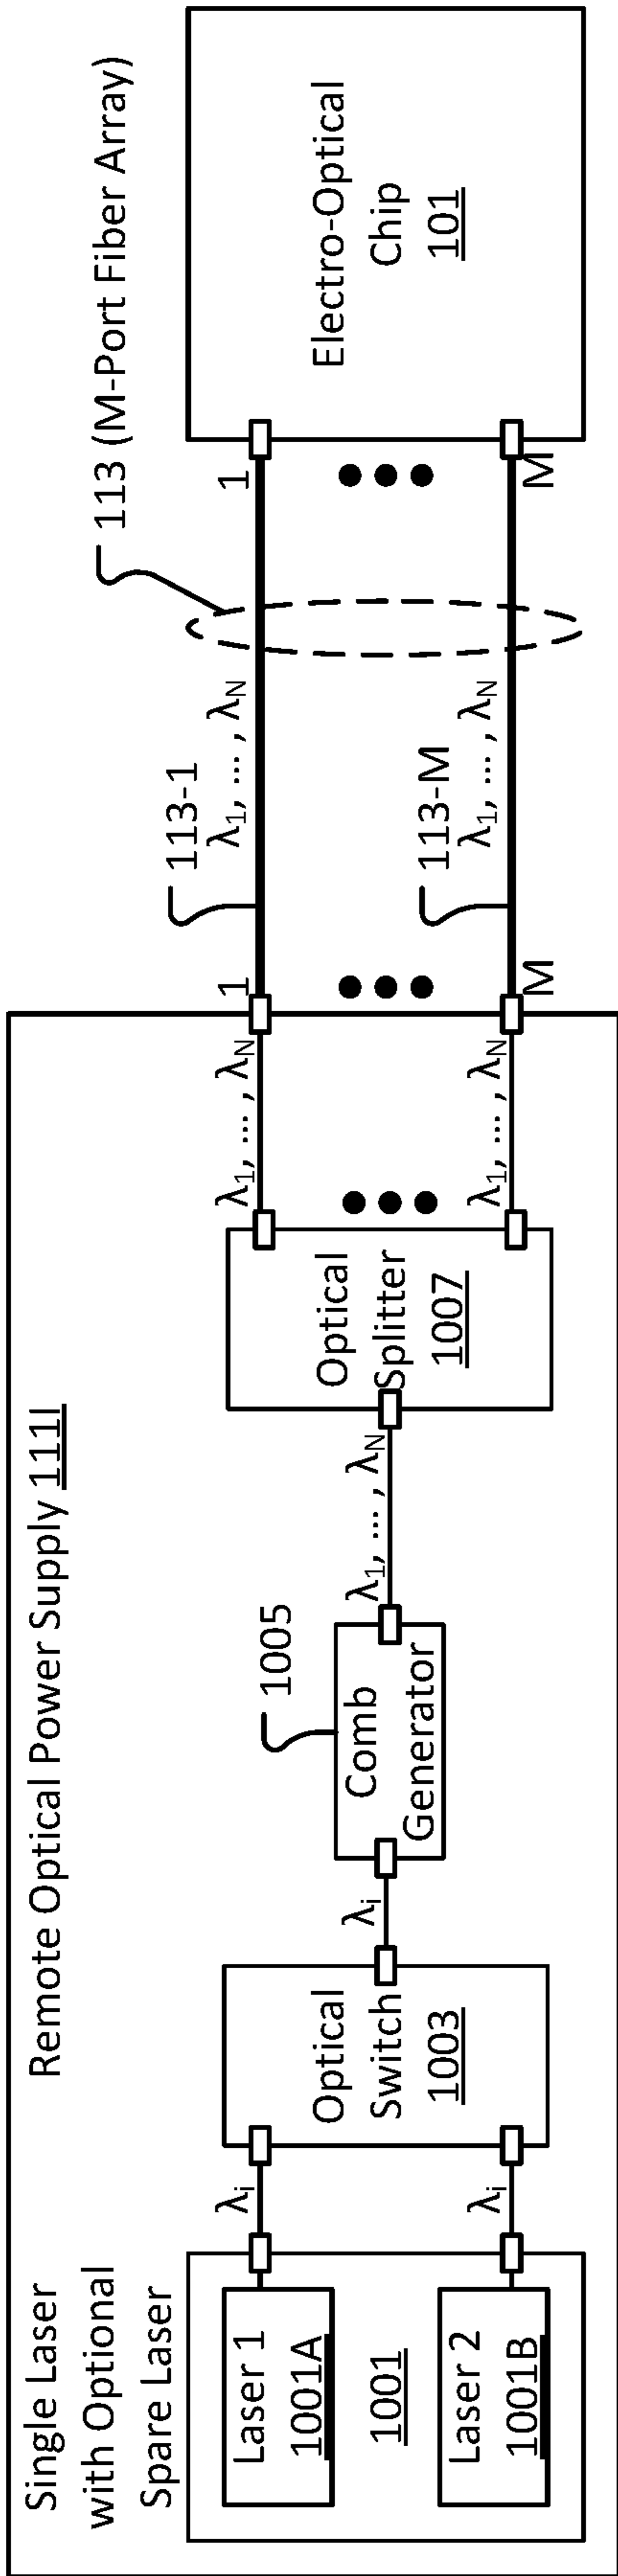 Remote Optical Power Supply 111I
Single Laser
with Optional
Spare Laser
Laser 1
1001A
1001
Laser 2
1001B
λi
λi
Optical
Switch
1003
λi
1005
Comb
Generator
λ1, ... , λN
Optical
Splitter
1007
λ1, ... , λN
λ1, ... , λN
1
M
113-1
λ1, ... , λN
113-M
λ1, ... , λN
113 (M-Port Fiber Array)
1
M
Electro-Optical
Chip
101